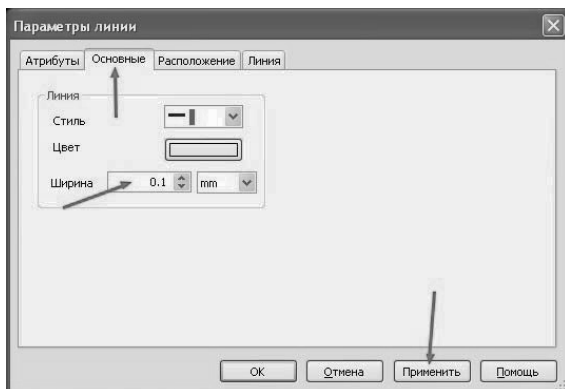 Параметры линии
Атрибуты Основные Расположение Линия
Линия
Стиль
Цвет
Ширина 0.1 mm
OK Отмена Применить Помощь